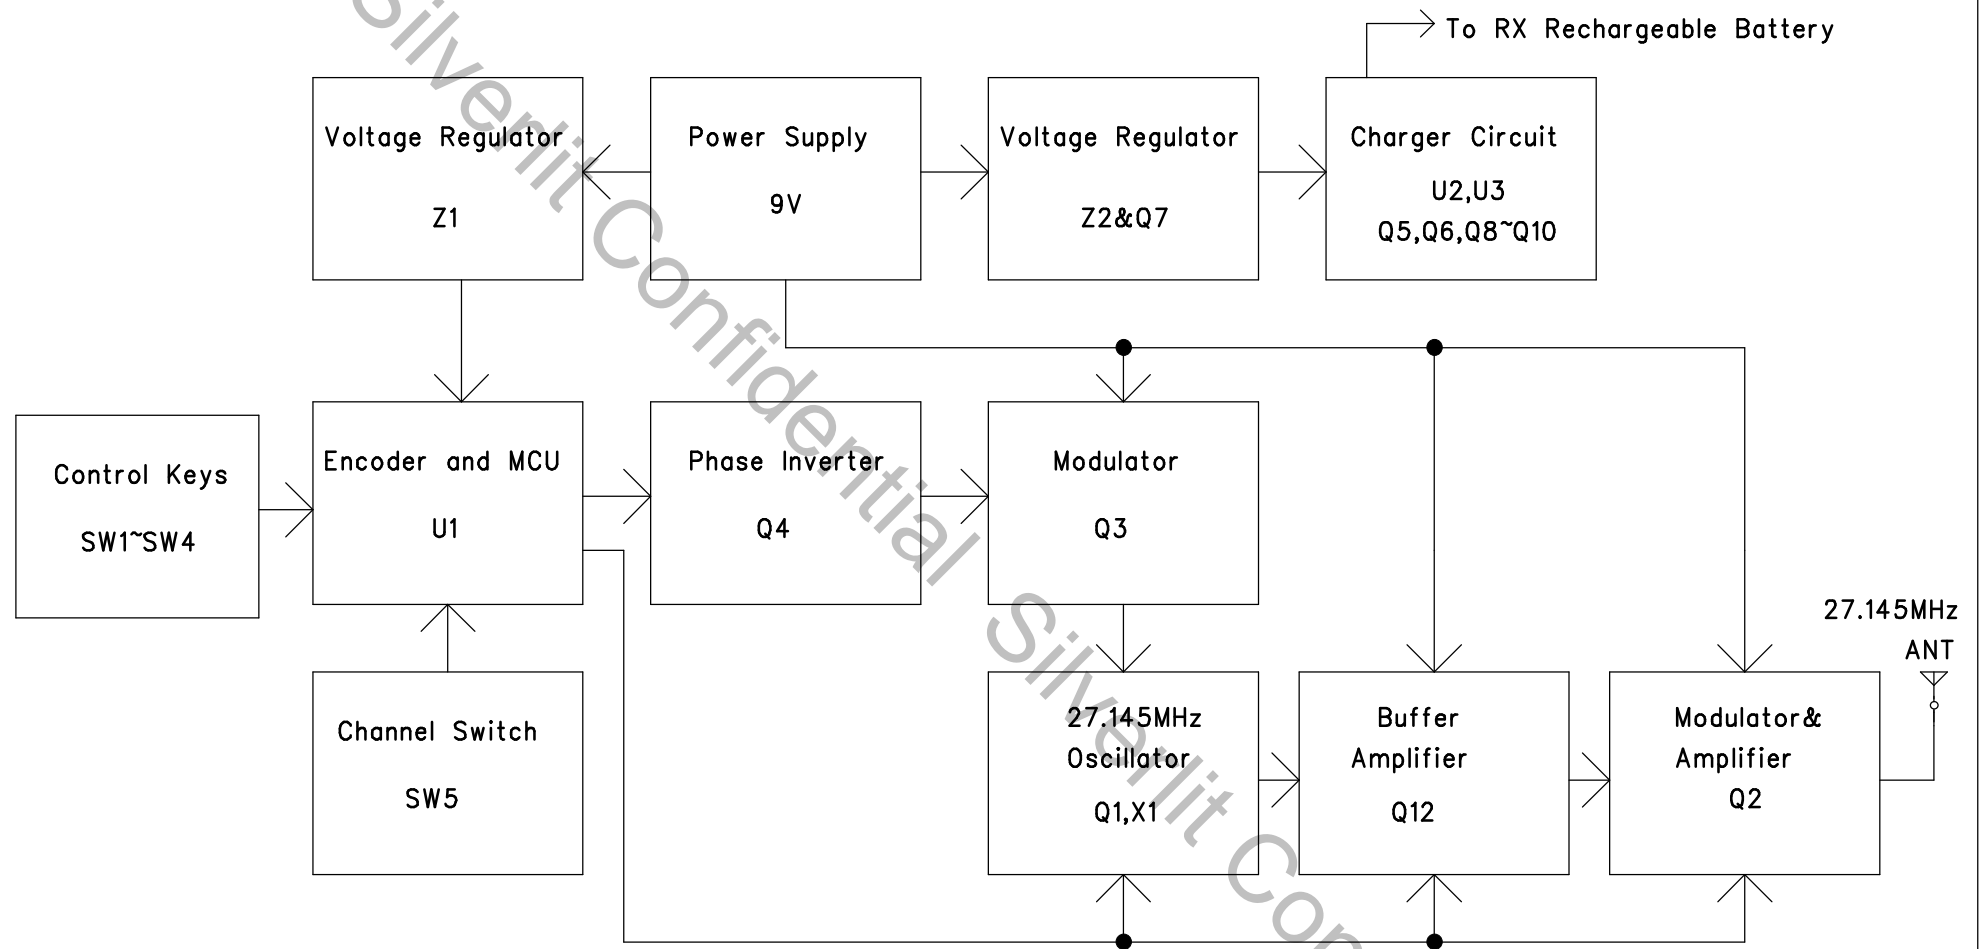 To RX Rechargeable Battery
Voltage Regulator
Z1
Power Supply
9V
Voltage Regulator
Z2&Q7
Charger Circuit
U2,U3
Q5,Q6,Q8~Q10
Control Keys
SW1~SW4
Encoder and MCU
U1
Phase Inverter
Q4
Modulator
Q3
Channel Switch
SW5
27.145MHz
Oscillator
Q1,X1
Buffer
Amplifier
Q12
Modulator&
Amplifier
Q2
27.145MHz
ANT
Silverlit Confidential Silverlit Con